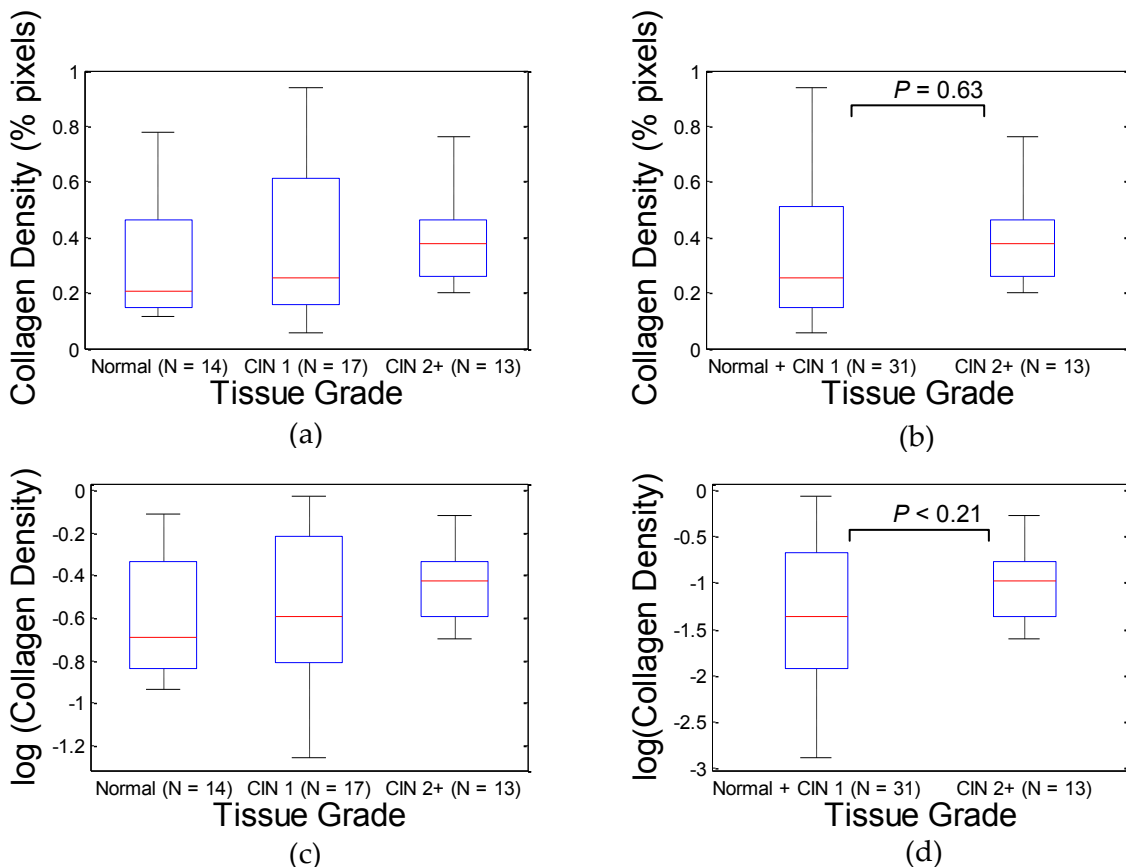 Collagen Density (% pixels)
1
0.8
0.6
0.4
0.2
0
Normal (N = 14) CIN 1 (N = 17) CIN 2+ (N = 13)
Tissue Grade
(a)
Collagen Density (% pixels)
1
0.8
0.6
0.4
0.2
0
P = 0.63
Normal + CIN 1 (N = 31) CIN 2+ (N = 13)
Tissue Grade
(b)
log (Collagen Density)
0
-0.2
-0.4
-0.6
-0.8
-1
-1.2
Normal (N = 14) CIN 1 (N = 17) CIN 2+ (N = 13)
Tissue Grade
(c)
log(Collagen Density)
0
-0.5
-1
-1.5
-2
-2.5
-3
P < 0.21
Normal + CIN 1 (N = 31) CIN 2+ (N = 13)
Tissue Grade
(d)